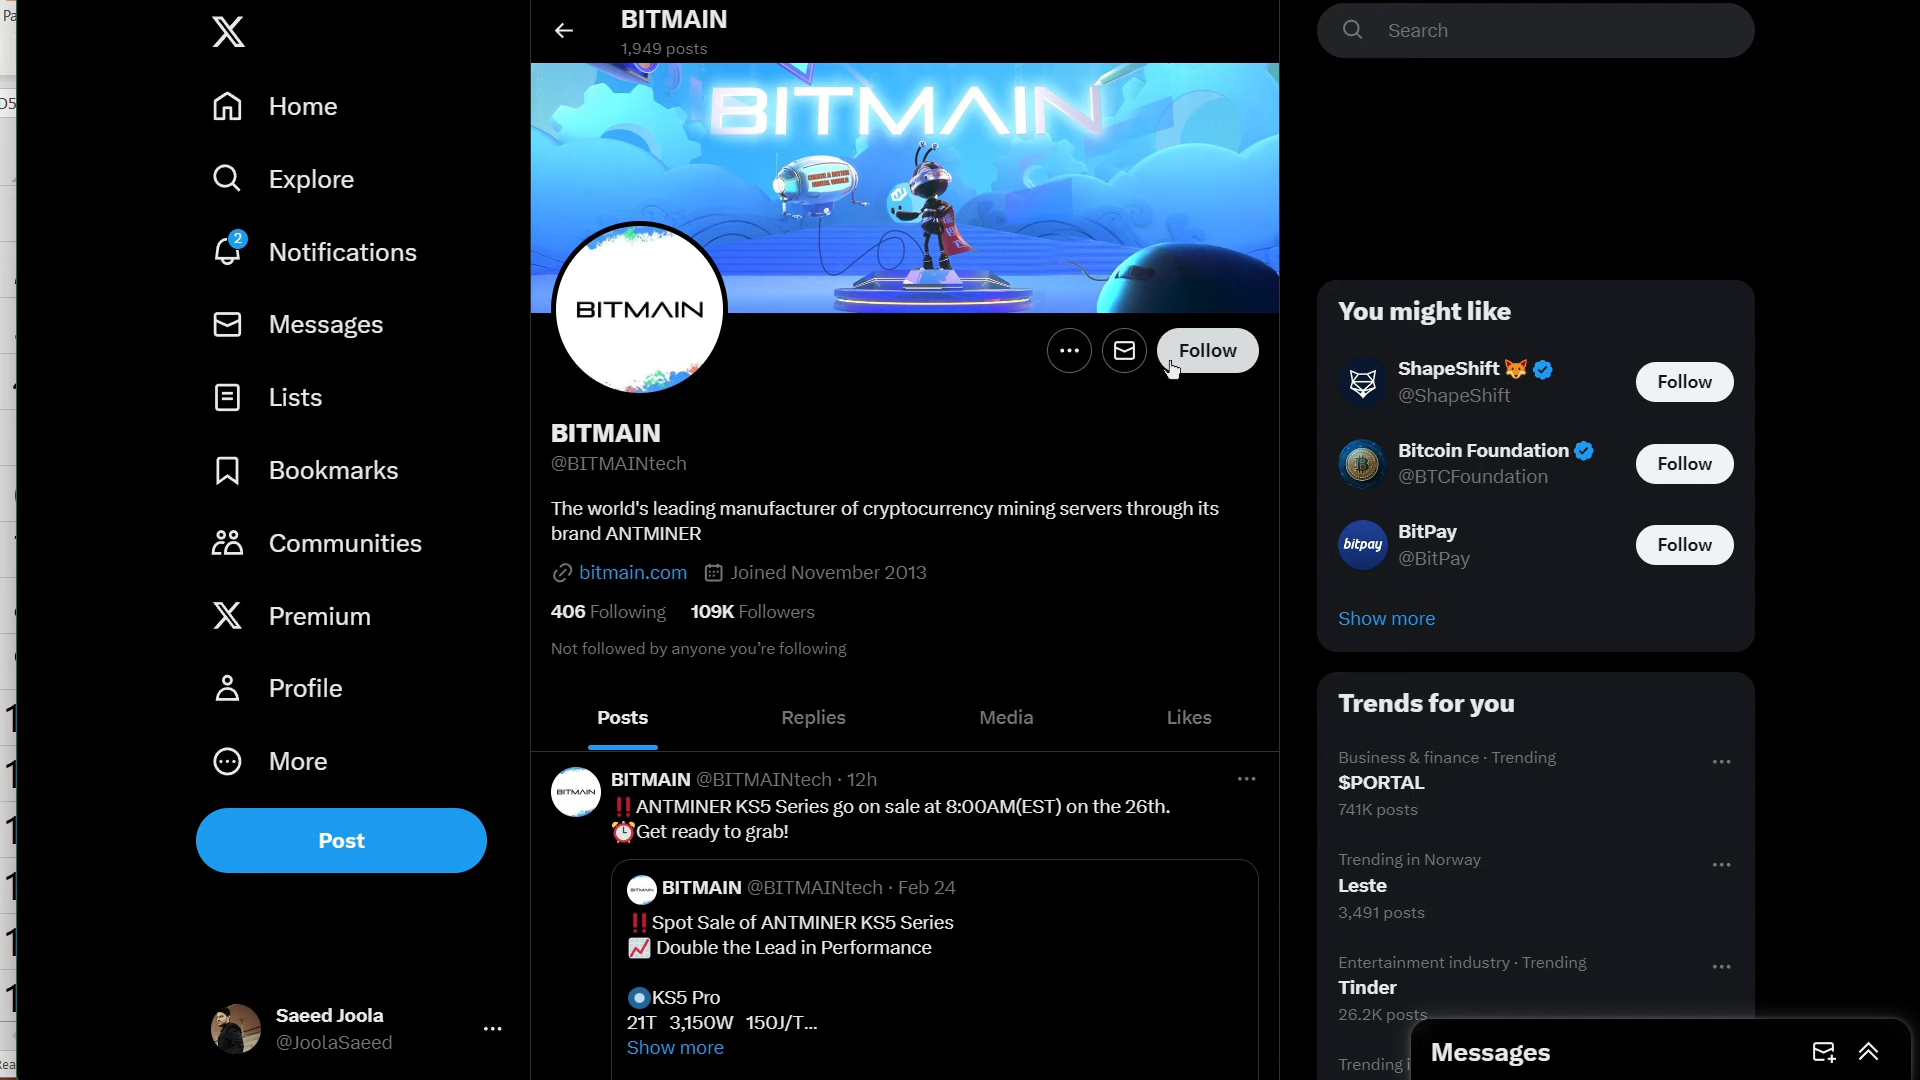 Home
Explore
2
Notifications
Messages
Lists
Bookmarks
Communities
Premium
Profile
More
Post
Saeed Joola
@JoolaSaeed
BITMAIN
1,949 posts
BITMAIN
BITMAIN
Follow
BITMAIN
@BITMAINtech
The world's leading manufacturer of cryptocurrency mining servers through its
brand ANTMINER
bitmain.com Joined November 2013
406 Following 109K Followers
Not followed by anyone you’re following
Posts Replies Media Likes
BITMAIN
BITMAIN @BITMAINtech · 12h
‼️ANTMINER KS5 Series go on sale at 8:00AM(EST) on the 26th.
⏰Get ready to grab!
BITMAIN
BITMAIN @BITMAINtech · Feb 24
‼️Spot Sale of ANTMINER KS5 Series
📈 Double the Lead in Performance
KS5 Pro
21T 3,150W 150J/T...
Show more
Search
You might like
ShapeShift 🦊
@ShapeShift
Follow
Bitcoin Foundation
@BTCFoundation
Follow
bitpay
BitPay
@BitPay
Follow
Show more
Trends for you
Business & finance · Trending
$PORTAL
741K posts
Trending in Norway
Leste
3,491 posts
Entertainment industry · Trending
Tinder
26.2K posts
Trending
Messages